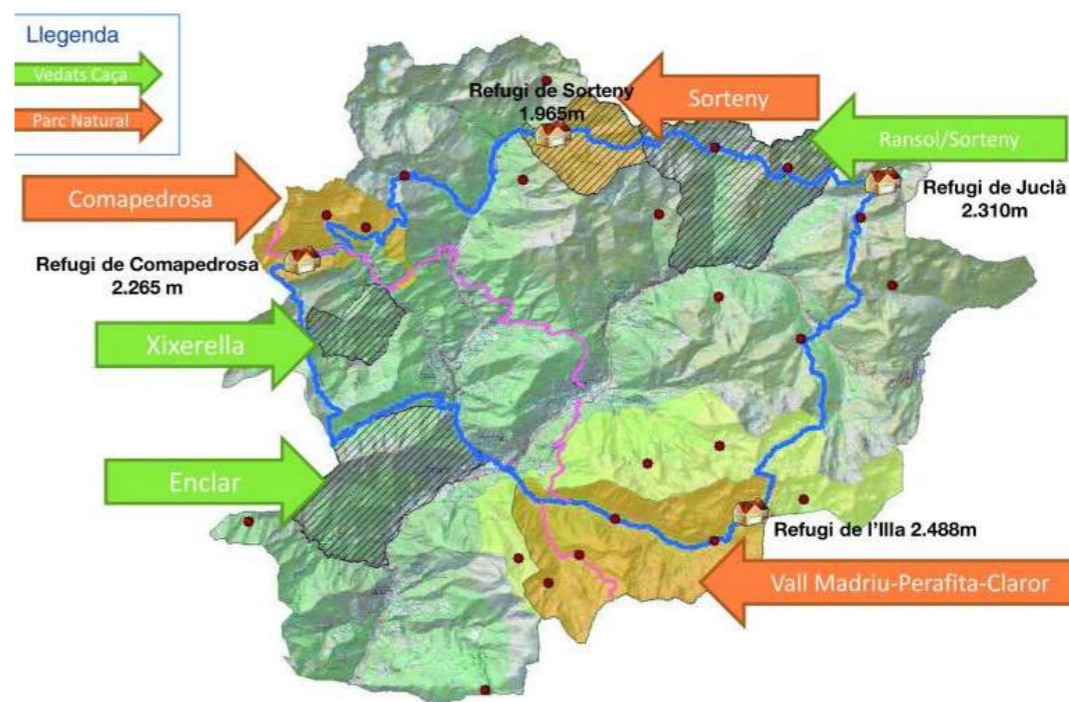 Llegenda
Vedats Caça
Parc Natural
Refugi de Sorteny
1.965m
Sorteny
Ransol/Sorteny
Comapedrosa
Refugi de Juclà
2.310m
Refugi de Comapedrosa
2.265 m
Xixerella
Enclar
Refugi de l'Illa 2.488m
Vall Madriu-Perafita-Claror